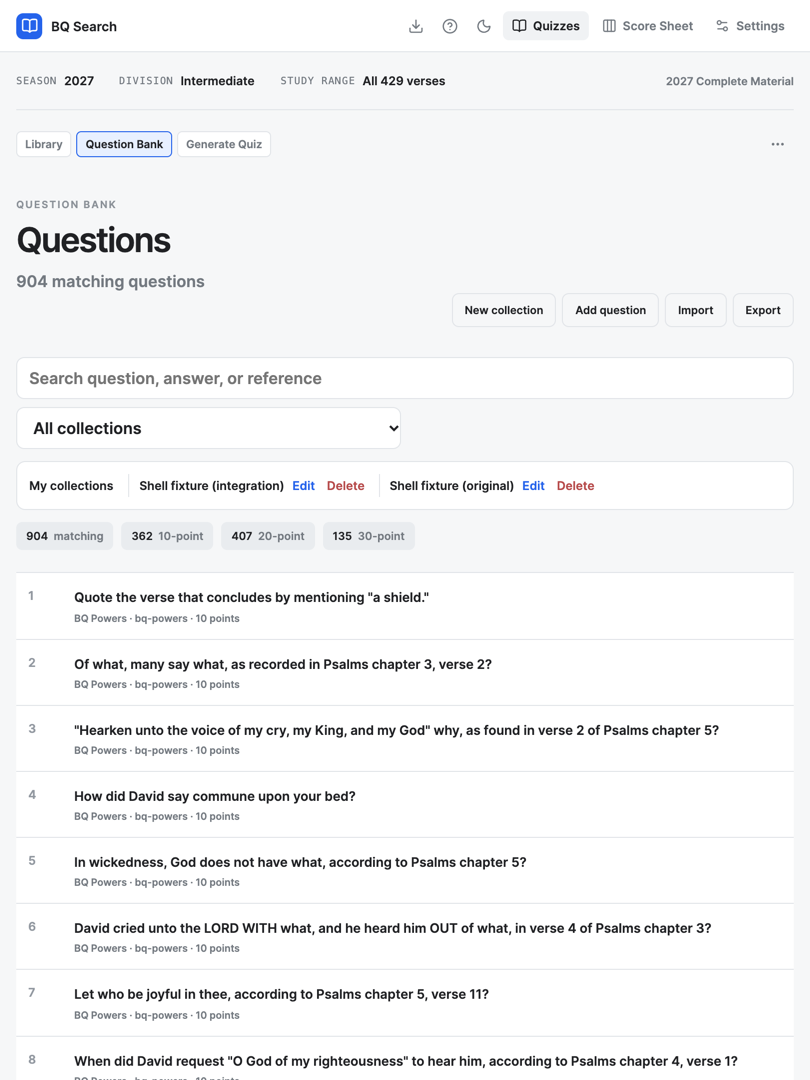 BQ Search
Quizzes
Score Sheet
Settings
SEASON 2027 DIVISION Intermediate STUDY RANGE All 429 verses
2027 Complete Material
Library
Question Bank
Generate Quiz
QUESTION BANK
Questions
904 matching questions
New collection
Add question
Import
Export
Search question, answer, or reference
All collections
My collections Shell fixture (integration) Edit Delete Shell fixture (original) Edit Delete
904 matching 362 10-point 407 20-point 135 30-point
1 Quote the verse that concludes by mentioning "a shield."
BQ Powers · bq-powers · 10 points
2 Of what, many say what, as recorded in Psalms chapter 3, verse 2?
BQ Powers · bq-powers · 10 points
3 "Hearken unto the voice of my cry, my King, and my God" why, as found in verse 2 of Psalms chapter 5?
BQ Powers · bq-powers · 10 points
4 How did David say commune upon your bed?
BQ Powers · bq-powers · 10 points
5 In wickedness, God does not have what, according to Psalms chapter 5?
BQ Powers · bq-powers · 10 points
6 David cried unto the LORD WITH what, and he heard him OUT of what, in verse 4 of Psalms chapter 3?
BQ Powers · bq-powers · 10 points
7 Let who be joyful in thee, according to Psalms chapter 5, verse 11?
BQ Powers · bq-powers · 10 points
8 When did David request "O God of my righteousness" to hear him, according to Psalms chapter 4, verse 1?